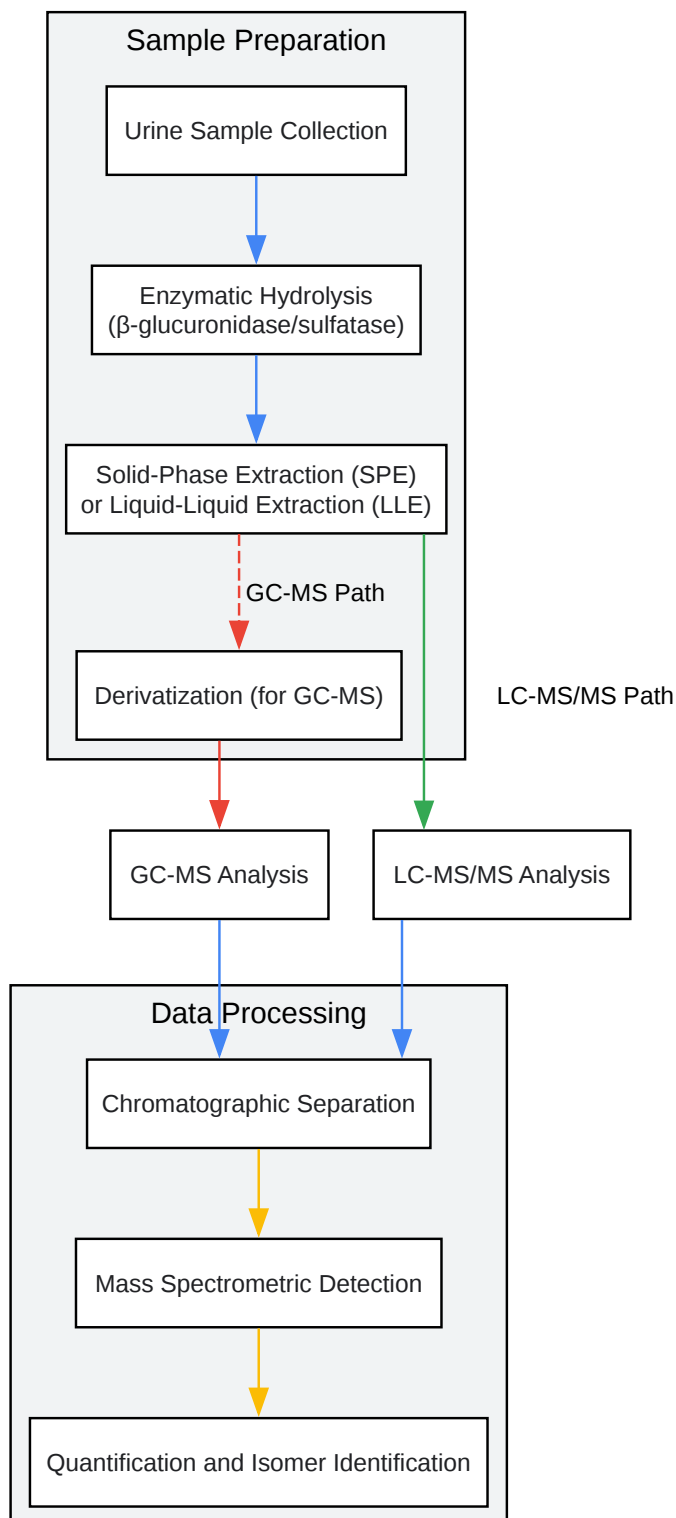 Sample Preparation
Urine Sample Collection
Enzymatic Hydrolysis
(β-glucuronidase/sulfatase)
Solid-Phase Extraction (SPE)
or Liquid-Liquid Extraction (LLE)
GC-MS Path
Derivatization (for GC-MS)
LC-MS/MS Path
GC-MS Analysis
LC-MS/MS Analysis
Data Processing
Chromatographic Separation
Mass Spectrometric Detection
Quantification and Isomer Identification